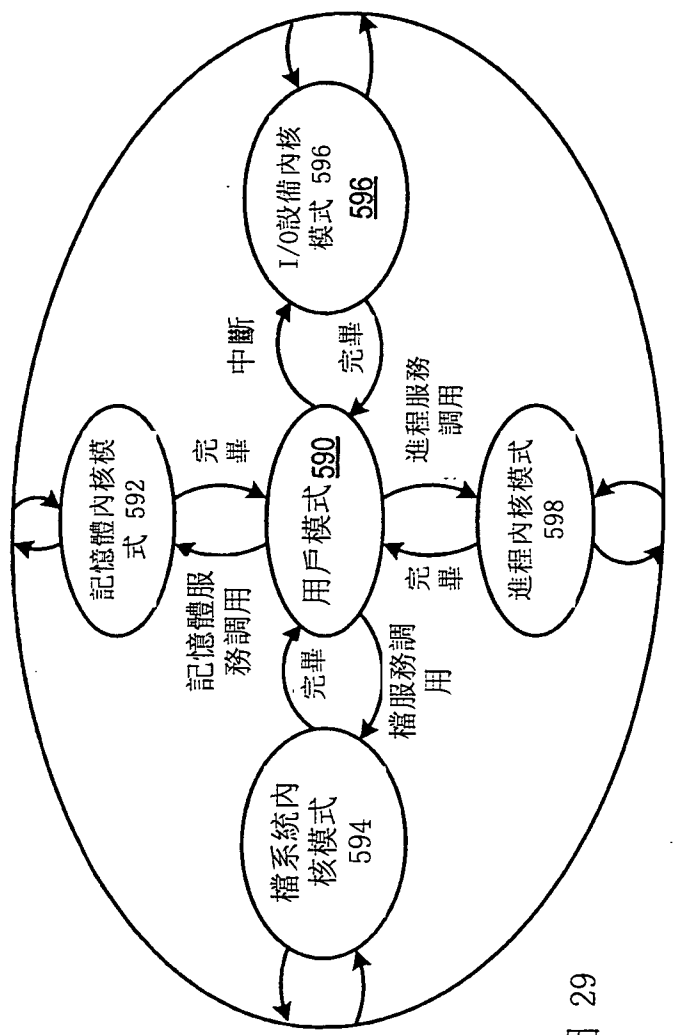 記憶體內核模
式 592
記憶體服
務調用
完
畢
檔系統內
核模式
594
完畢
檔服務調
用
用戶模式 590
中斷
完畢
I/O設備內核
模式 596
596
完
畢
進程服務
調用
進程內核模式
598
29